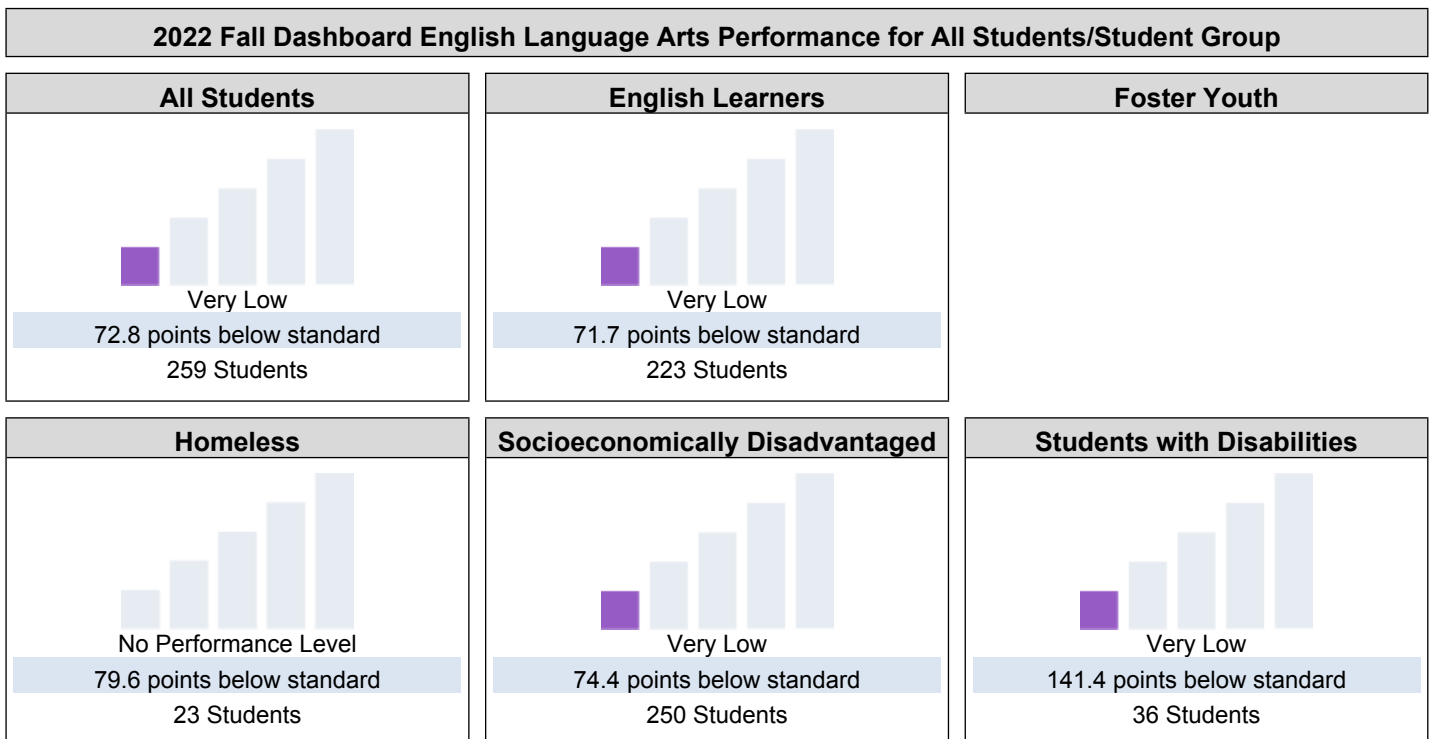 2022 Fall Dashboard English Language Arts Performance for All Students/Student Group
All Students
Very Low
72.8 points below standard
259 Students
English Learners
Very Low
71.7 points below standard
223 Students
Foster Youth
Homeless
No Performance Level
79.6 points below standard
23 Students
Socioeconomically Disadvantaged
Very Low
74.4 points below standard
250 Students
Students with Disabilities
Very Low
141.4 points below standard
36 Students